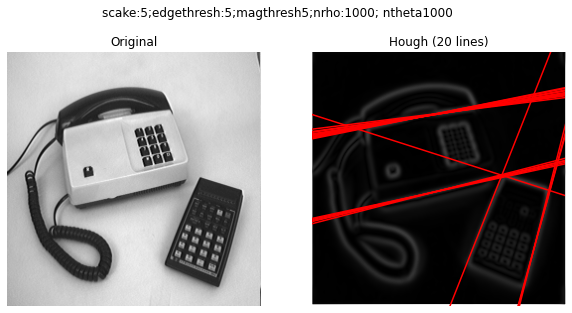 scake:5;edgethresh:5;magthresh5;nrho:1000; ntheta1000
Original
Hough (20 lines)